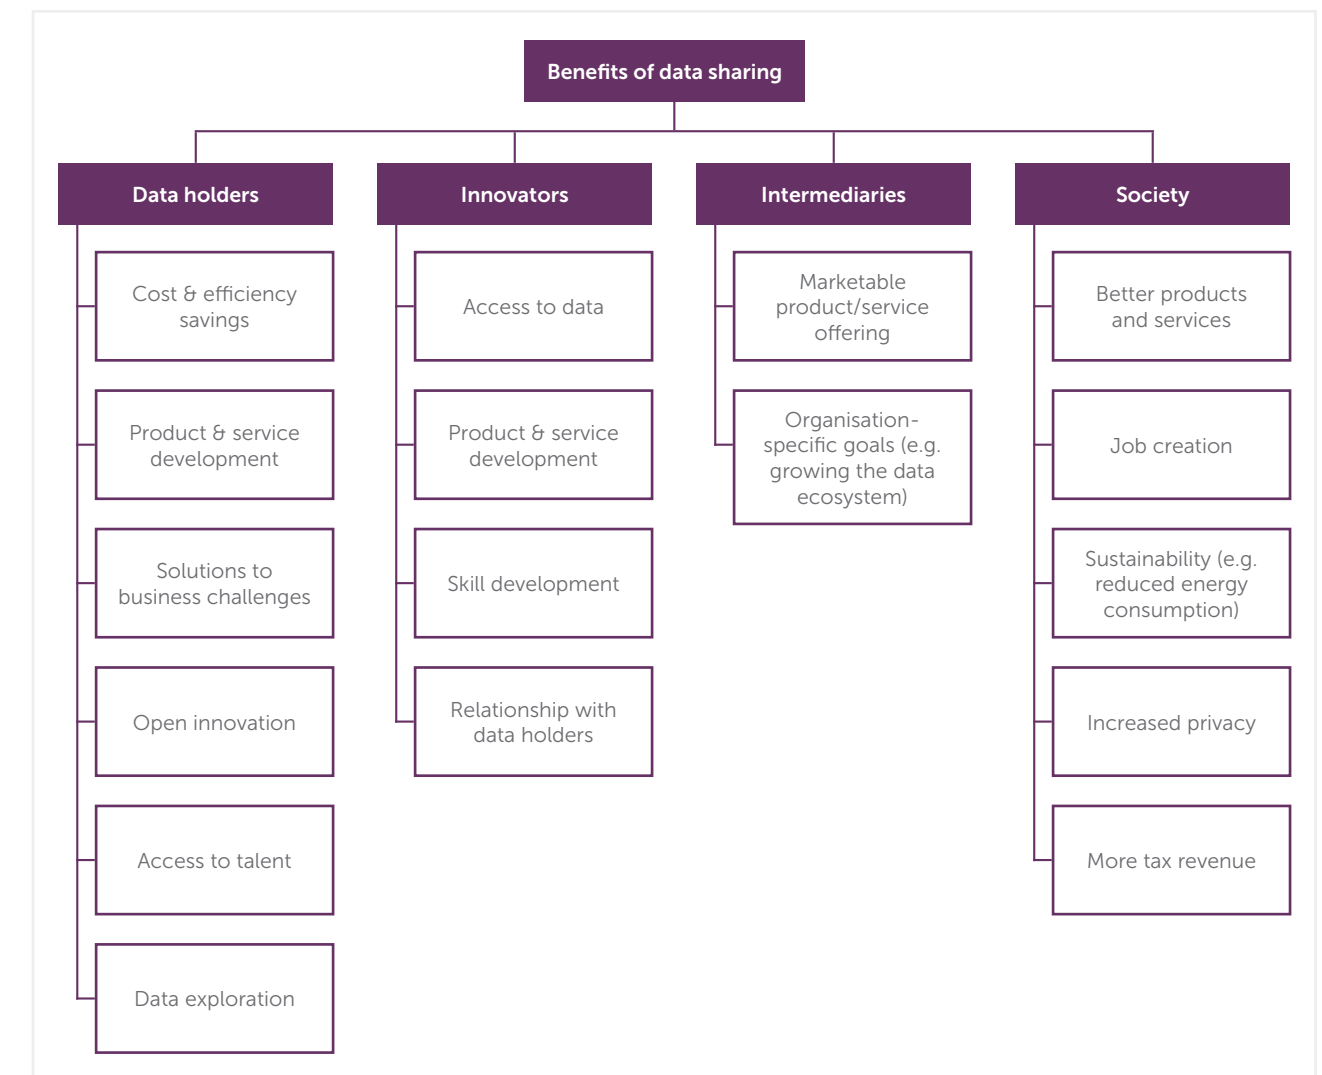 Benefits of data sharing
Data holders
Cost & efficiency
savings
Product & service
development
Solutions to
business challenges
Open innovation
Access to talent
Data exploration
Innovators
Access to data
Product & service
development
Skill development
Relationship with
data holders
Intermediaries
Marketable
product/service
offering
Organisation-
specific goals (e.g.
growing the data
ecosystem)
Society
Better products
and services
Job creation
Sustainability (e.g.
reduced energy
consumption)
Increased privacy
More tax revenue